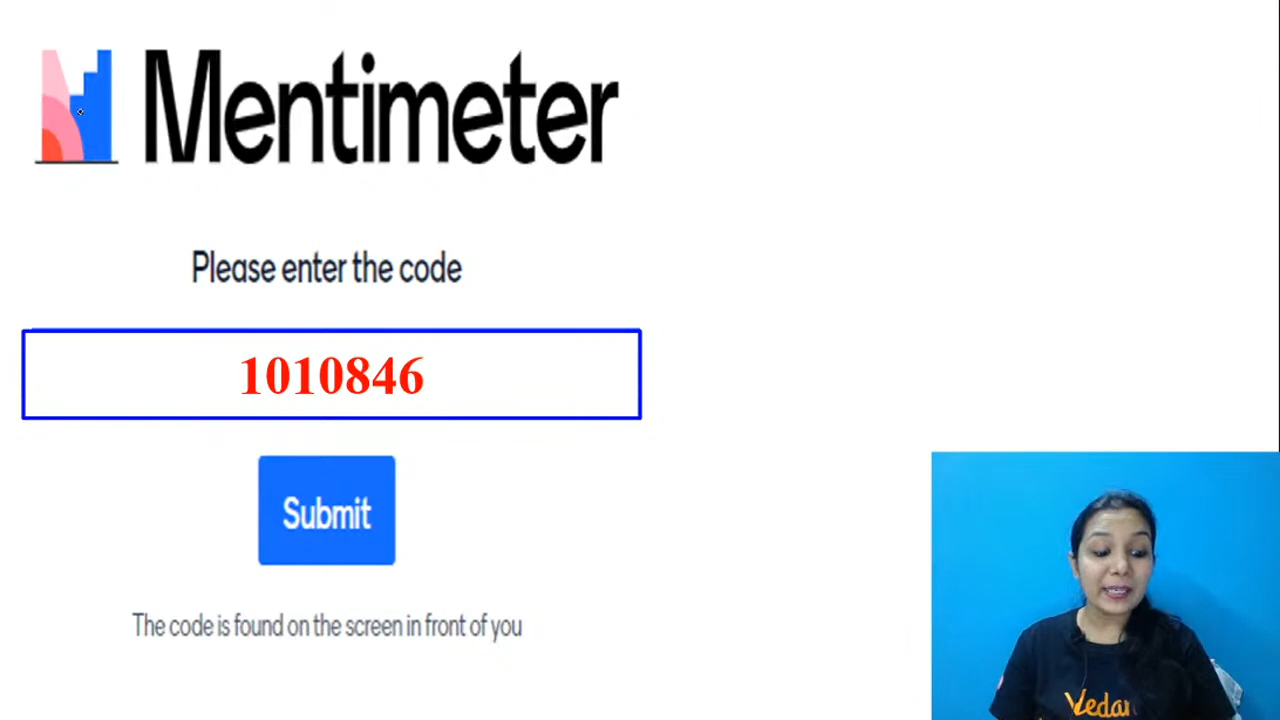 Mentimeter
Please enter the code
1010846
Submit
The code is found on the screen in front of you